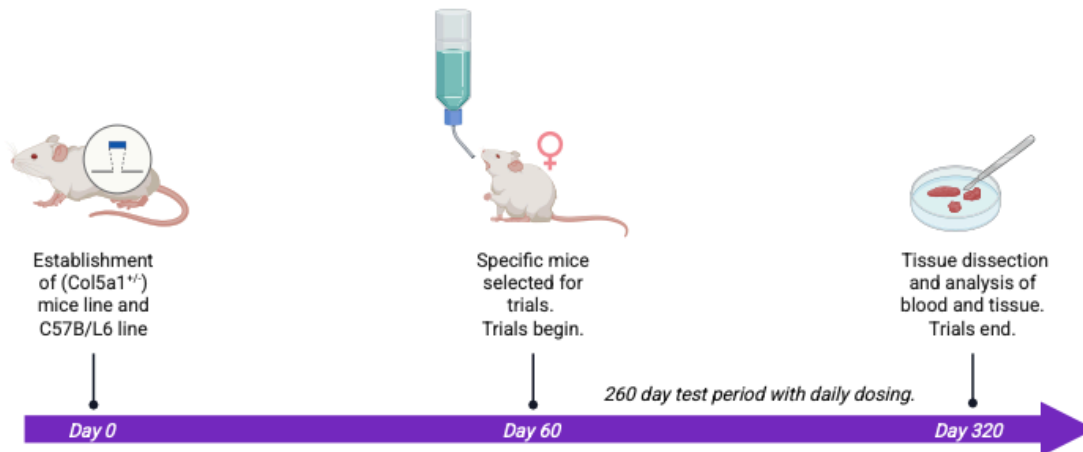 Establishment
of (Col5a1+/-)
mice line and
C57B/L6 line
Specific mice
selected for
trials.
Trials begin.
Tissue dissection
and analysis of
blood and tissue.
Trials end.
260 day test period with daily dosing.
Day 0
Day 60
Day 320